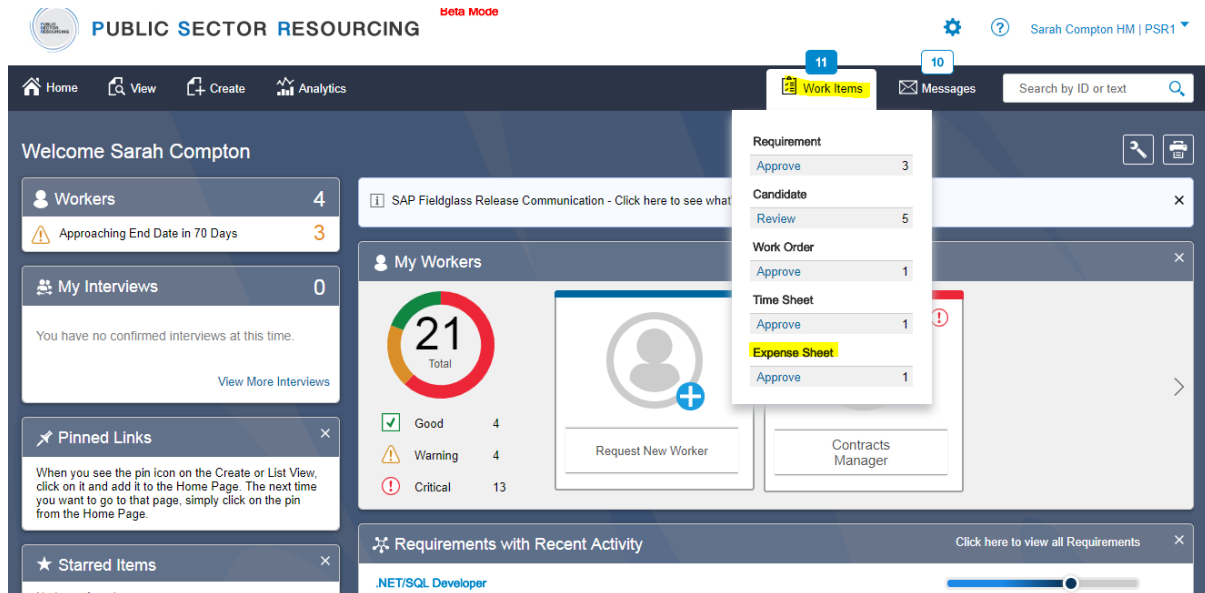 Beta Mode
PUBLIC SECTOR RESOURCING
PUBLIC SECTOR RESOURCING
Sarah Compton HM | PSR1
11
10
Home
View
Create
Analytics
Work Items
Messages
Search by ID or text
Welcome Sarah Compton
Requirement
Approve 3
Candidate
Review 5
Work Order
Approve 1
Time Sheet
Approve 1
Expense Sheet
Approve 1
Workers 4
Approaching End Date in 70 Days 3
My Interviews 0
You have no confirmed interviews at this time.
View More Interviews
Pinned Links
When you see the pin icon on the Create or List View,
click on it and add it to the Home Page. The next time
you want to go to that page, simply click on the pin
from the Home Page.
Starred Items
SAP Fieldglass Release Communication - Click here to see what
My Workers
21
Total
Good 4
Warning 4
Critical 13
Request New Worker
Contracts
Manager
Requirements with Recent Activity
Click here to view all Requirements
.NET/SQL Developer